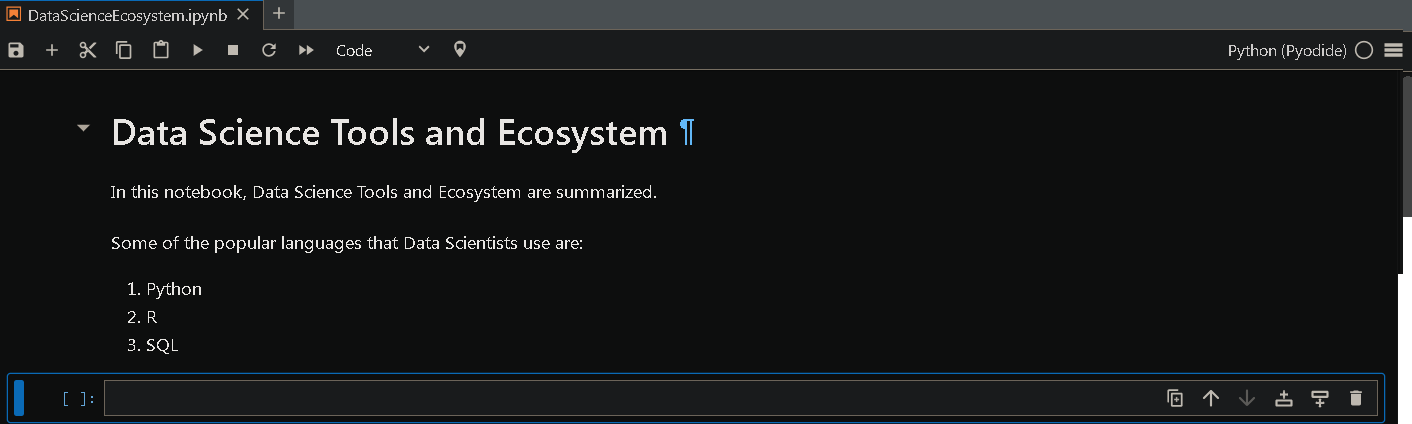 DataScienceEcosystem.ipynb
Code
Python (Pyodide)
Data Science Tools and Ecosystem ¶
In this notebook, Data Science Tools and Ecosystem are summarized.
Some of the popular languages that Data Scientists use are:
1. Python
2. R
3. SQL
[ ]: